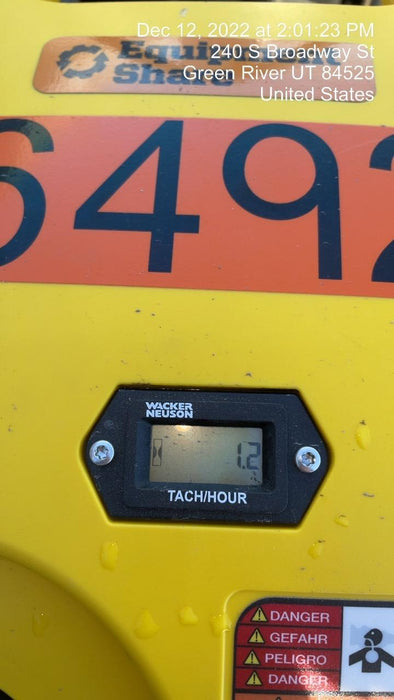 Dec 12, 2022 at 2:01:23 PM
240 S Broadway St
Green River UT 84525
United States
Equipment
Share
6492
WACKER
NEUSON
1.2
TACH/HOUR
DANGER
GEFAHR
PELIGRO
DANGER